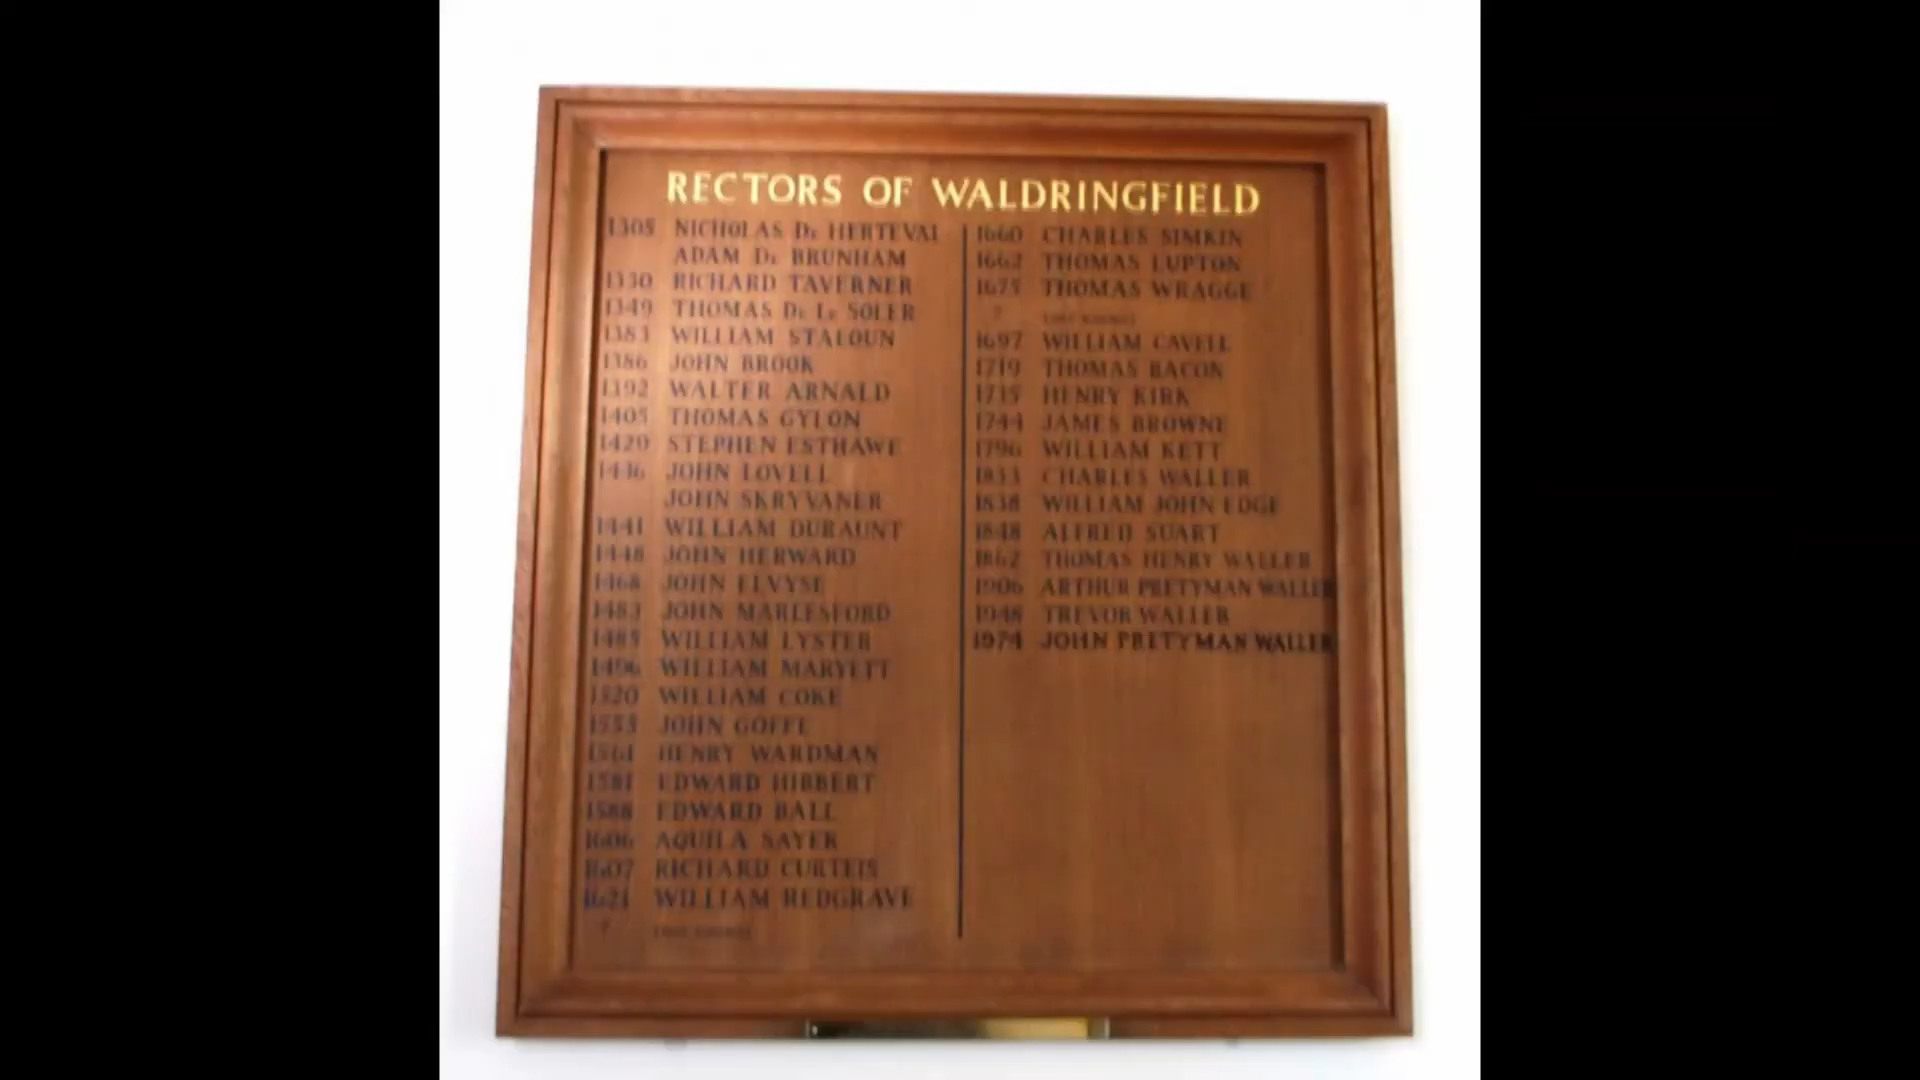 RECTORS OF WALDRINGFIELD
1305 NICHOLAS De HERTEVAL
ADAM De BRUNHAM
1330 RICHARD TAVERNER
1349 THOMAS De Le SOLER
1383 WILLIAM STALOUN
1386 JOHN BROOK
1392 WALTER ARNALD
1405 THOMAS GYLON
1420 STEPHEN ESTHAWE
1436 JOHN LOVELL
JOHN SKRYVANER
1441 WILLIAM DURAUNT
1448 JOHN HERWARD
1468 JOHN ELVYSE
1483 JOHN MARLESFORD
1485 WILLIAM LYSTER
1496 WILLIAM MARYETT
1520 WILLIAM COKE
1555 JOHN GOFFE
1561 HENRY WARDMAN
1581 EDWARD HIBBERT
1588 EDWARD BALL
1606 AQUILA SAYER
1607 RICHARD CURTEIS
1621 WILLIAM REDGRAVE
?
1660 CHARLES SIMKIN
1662 THOMAS LUPTON
1675 THOMAS WRAGGE
?
1697 WILLIAM CAVELL
1719 THOMAS BACON
1735 HENRY KIRK
1744 JAMES BROWNE
1796 WILLIAM KETT
1833 CHARLES WALLER
1838 WILLIAM JOHN EDGE
1848 ALFRED SUART
1862 THOMAS HENRY WALLER
1906 ARTHUR PRETYMAN WALLER
1948 TREVOR WALLER
1974 JOHN PRETYMAN WALLER